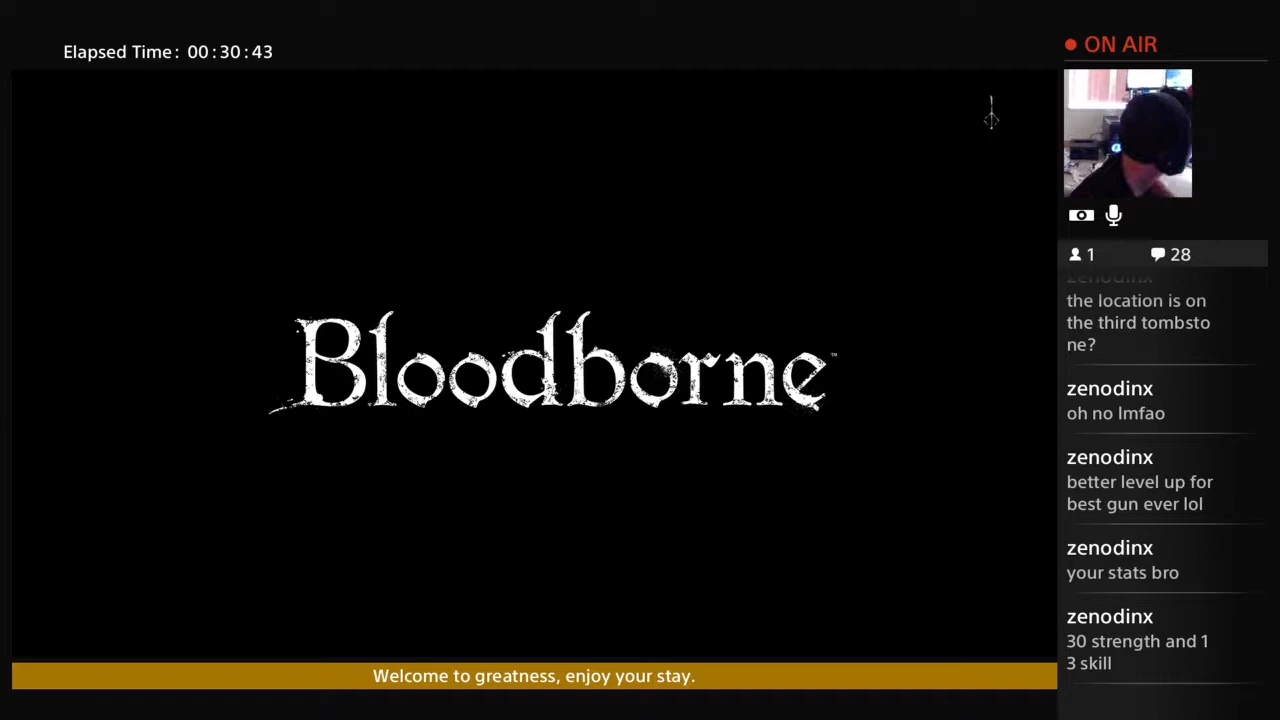 Elapsed Time: 00:30:43
ON AIR
1 28
zenodinx
the location is on
the third tombsto
ne?
zenodinx
oh no lmfao
zenodinx
better level up for
best gun ever lol
zenodinx
your stats bro
zenodinx
30 strength and 1
3 skill
Bloodborne™
Welcome to greatness, enjoy your stay.